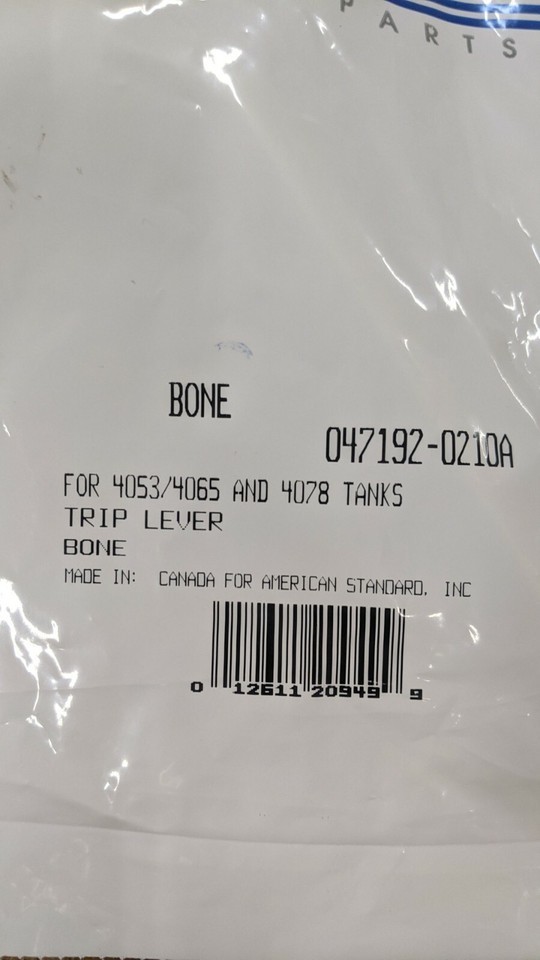 PARTS
BONE
047192-0210A
FOR 4053/4065 AND 4078 TANKS
TRIP LEVER
BONE
MADE IN: CANADA FOR AMERICAN STANDARD, INC
0 12611 20949 9